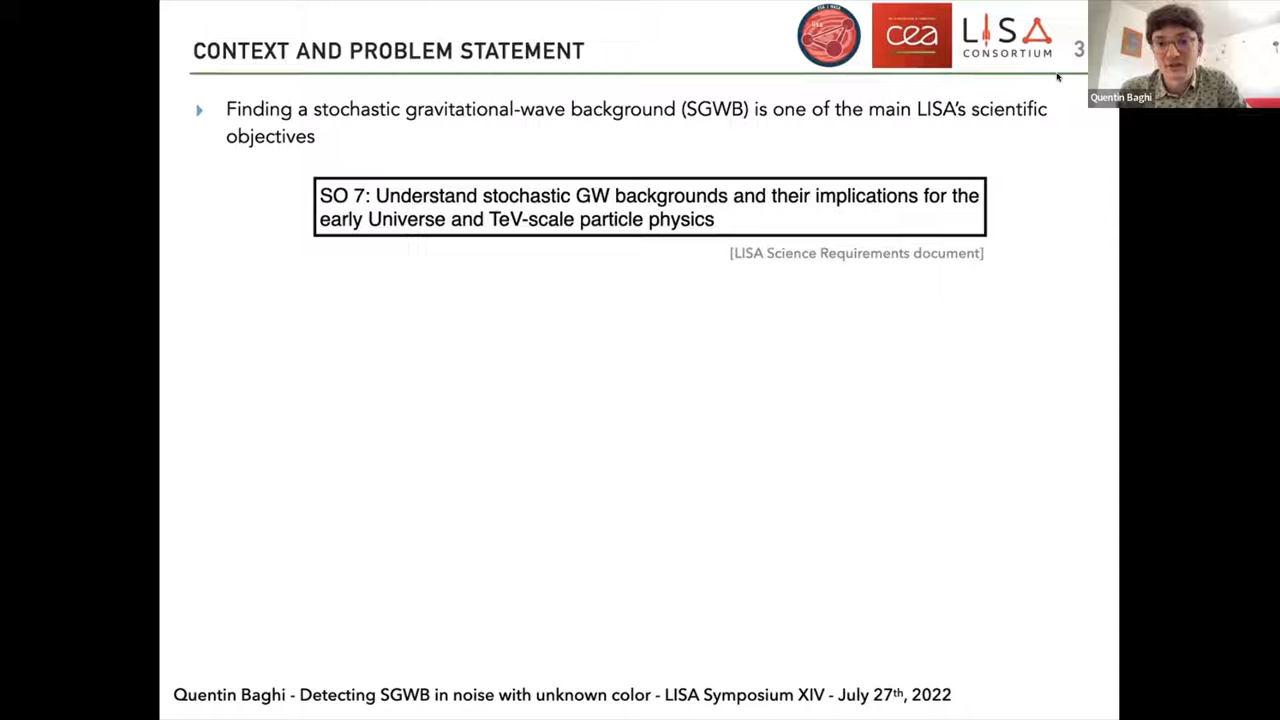 CONTEXT AND PROBLEM STATEMENT
cea
LISA
CONSORTIUM
3
Quentin Baghi
Finding a stochastic gravitational-wave background (SGWB) is one of the main LISA's scientific
objectives
SO 7: Understand stochastic GW backgrounds and their implications for the
early Universe and TeV-scale particle physics
[LISA Science Requirements document]
Quentin Baghi - Detecting SGWB in noise with unknown color - LISA Symposium XIV - July 27th, 2022